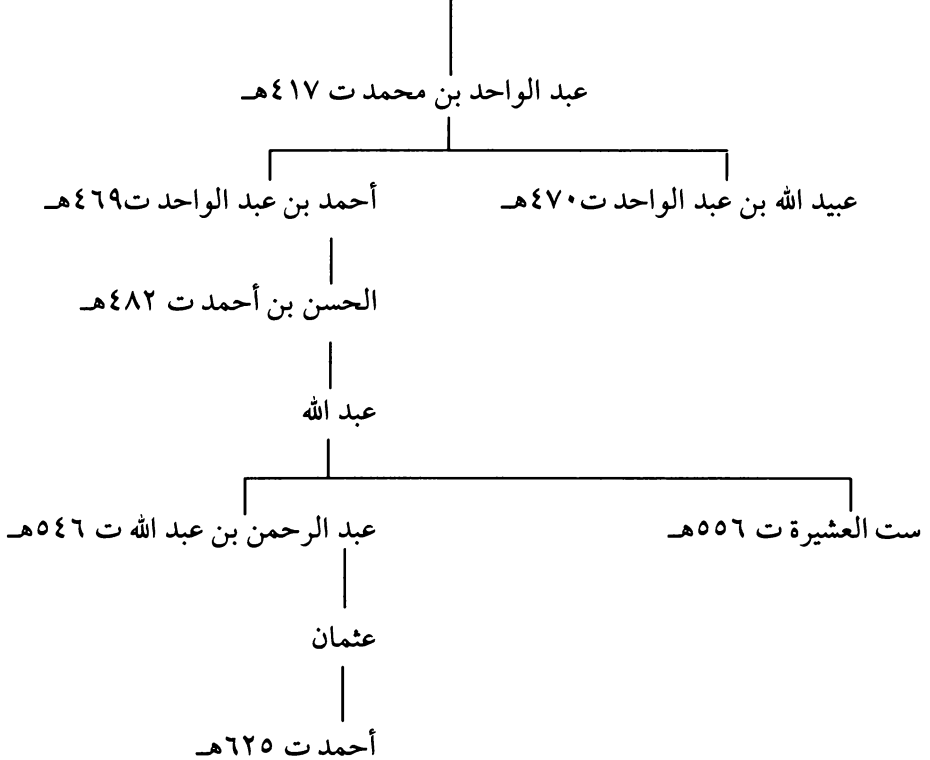 عبد الواحد بن محمد ت ٤١٧هـ
عبيد الله بن عبد الواحد ت٤٧٠هـ
أحمد بن عبد الواحد ت٤٦٩هـ
الحسن بن أحمد ت ٤٨٢هـ
عبد الله
ست العشيرة ت ٥٥٦هـ
عبد الرحمن بن عبد الله ت ٥٤٦هـ
عثمان
أحمد ت ٦٢٥هـ